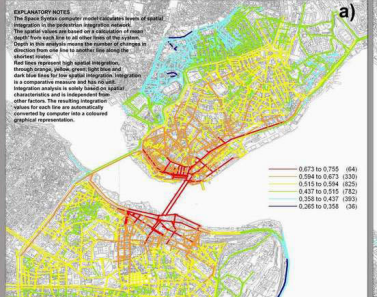 EXPLANATORY NOTES
The Space Syntax computer model calculates levels of spatial
integration in the pedestrian integration network.
The spatial values are based on a calculation of mean
depth from each line to all other lines of the system.
Depth in this analysis means the number of changes in
direction from one line to another line along the
shortest routes.
Red lines represent high spatial integration,
through orange, yellow, green, light blue and
dark blue lines for low spatial integration. Integration
is a comparative measure and has no unit.
Integration analysis is solely based on spatial
characteristics and is independent from
other factors. The resulting integration
values for each line are automatically
converted by computer into a coloured
graphical representation.
a)
0,673 to 0,755 (64)
0,594 to 0,673 (330)
0,515 to 0,594 (825)
0,437 to 0,515 (782)
0,358 to 0,437 (393)
0,265 to 0,358 (36)